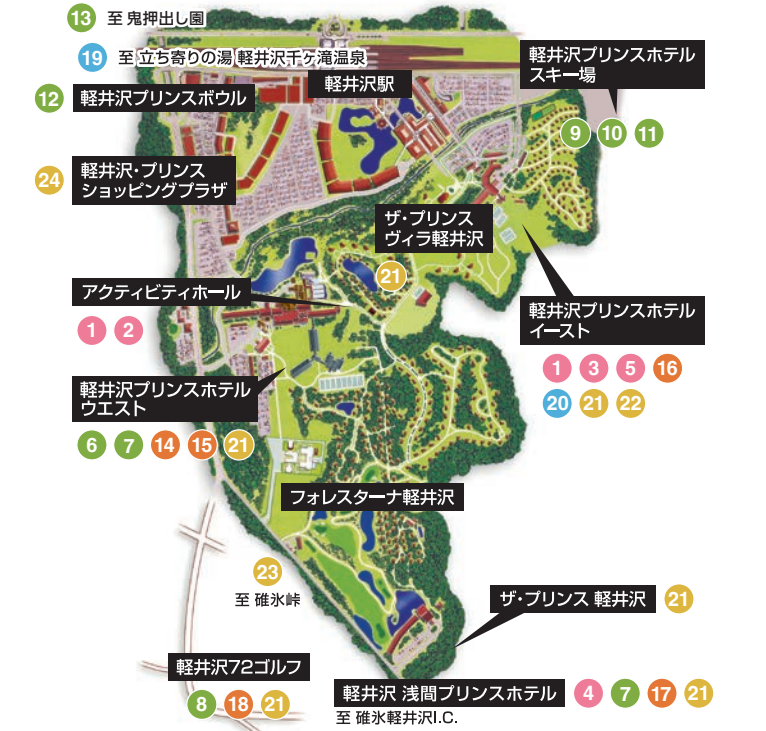 13 至 鬼押出し園
19 至 立ち寄りの湯 軽井沢千ヶ滝温泉
軽井沢プリンスホテル
スキー場
9 10 11
軽井沢駅
12 軽井沢プリンスボウル
24 軽井沢・プリンス
ショッピングプラザ
ザ・プリンス
ヴィラ軽井沢
21
アクティビティホール
1 2
軽井沢プリンスホテル
イースト
1 3 5 16
20 21 22
軽井沢プリンスホテル
ウエスト
6 7 14 15 21
フォレスターナ軽井沢
23
至 碓氷峠
ザ・プリンス 軽井沢 21
軽井沢72ゴルフ
8 18 21
軽井沢 浅間プリンスホテル 4 7 17 21
至 碓氷軽井沢I.C.